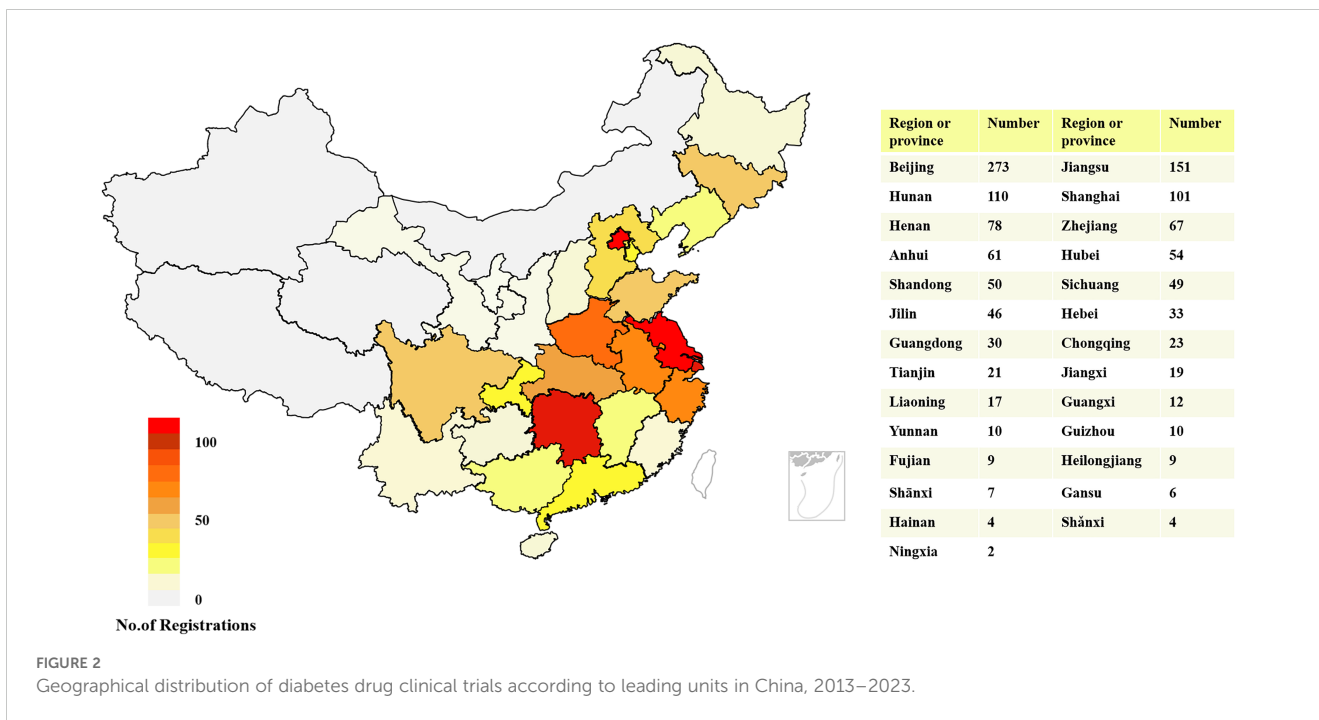 Region or province Number Region or province Number
Beijing 273 Jiangsu 151
Hunan 110 Shanghai 101
Henan 78 Zhejiang 67
Anhui 61 Hubei 54
Shandong 50 Sichuang 49
Jilin 46 Hebei 33
Guangdong 30 Chongqing 23
Tianjin 21 Jiangxi 19
Liaoning 17 Guangxi 12
Yunnan 10 Guizhou 10
Fujian 9 Heilongjiang 9
Shānxi 7 Gansu 6
Hainan 4 Shǎnxi 4
Ningxia 2
100
50
0
No.of Registrations
FIGURE 2
Geographical distribution of diabetes drug clinical trials according to leading units in China, 2013–2023.